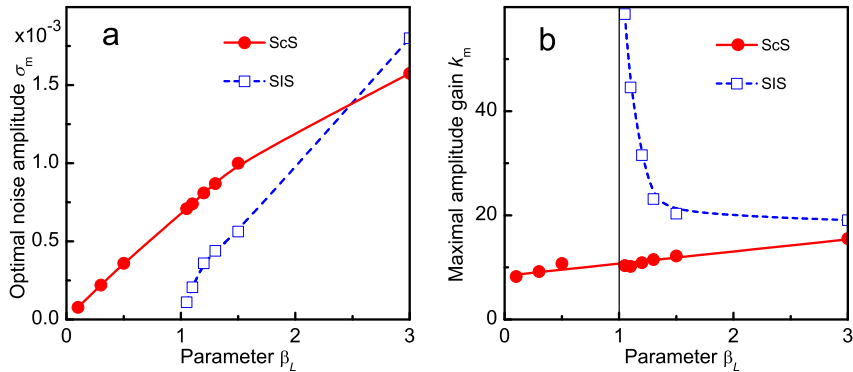 ×10⁻³
a
ScS
SIS
1.5
1.0
0.5
0.0
0
1
2
3
Optimal noise amplitude σm
Parameter βL
b
ScS
SIS
40
20
0
0
1
2
3
Maximal amplitude gain km
Parameter βL